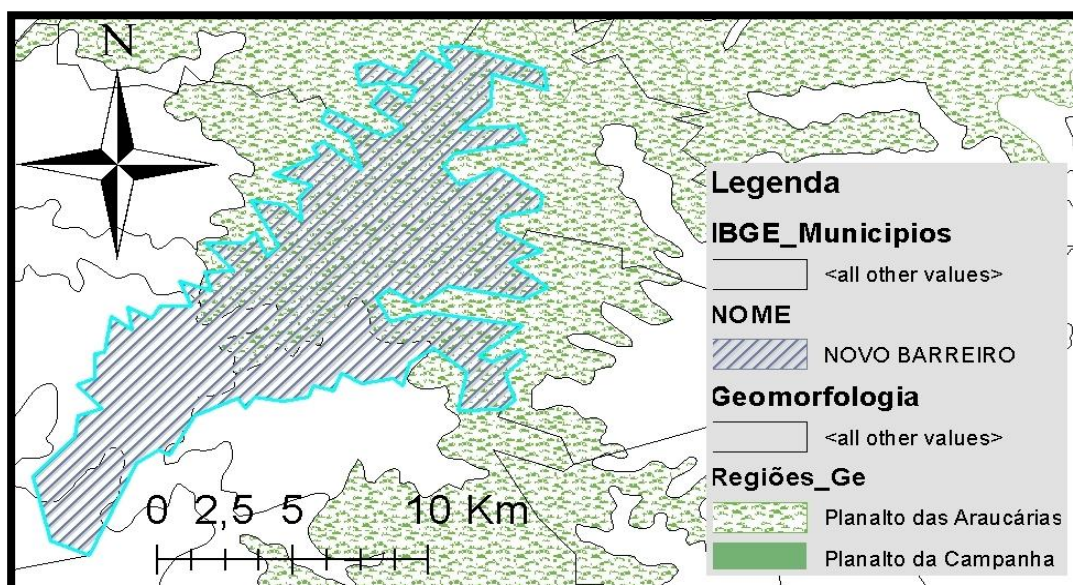 N
Legenda
IBGE_Municipios
<all other values>
NOME
NOVO BARREIRO
Geomorfologia
<all other values>
Regiões_Ge
Planalto das Araucárias
Planalto da Campanha
0 2,5 5 10 Km